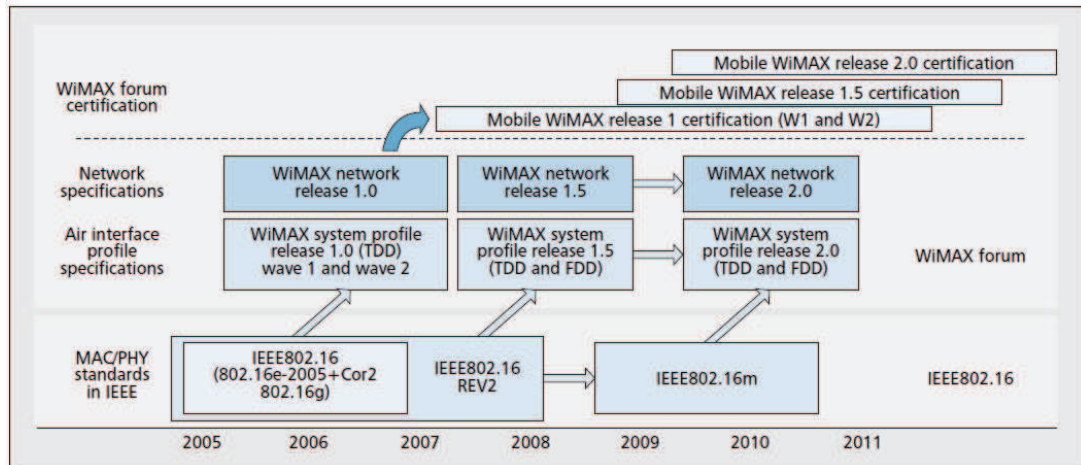 Mobile WiMAX release 2.0 certification
WiMAX forum
certification
Mobile WiMAX release 1.5 certification
Mobile WiMAX release 1 certification (W1 and W2)
Network
specifications
WiMAX network
release 1.0
WiMAX network
release 1.5
WiMAX network
release 2.0
Air interface
profile
specifications
WiMAX system profile
release 1.0 (TDD)
wave 1 and wave 2
WiMAX system
profile release 1.5
(TDD and FDD)
WiMAX system
profile release 2.0
(TDD and FDD)
WiMAX forum
MAC/PHY
standards
in IEEE
IEEE802.16
(802.16e-2005+Cor2
802.16g)
IEEE802.16
REV2
IEEE802.16m
IEEE802.16
2005 2006 2007 2008 2009 2010 2011